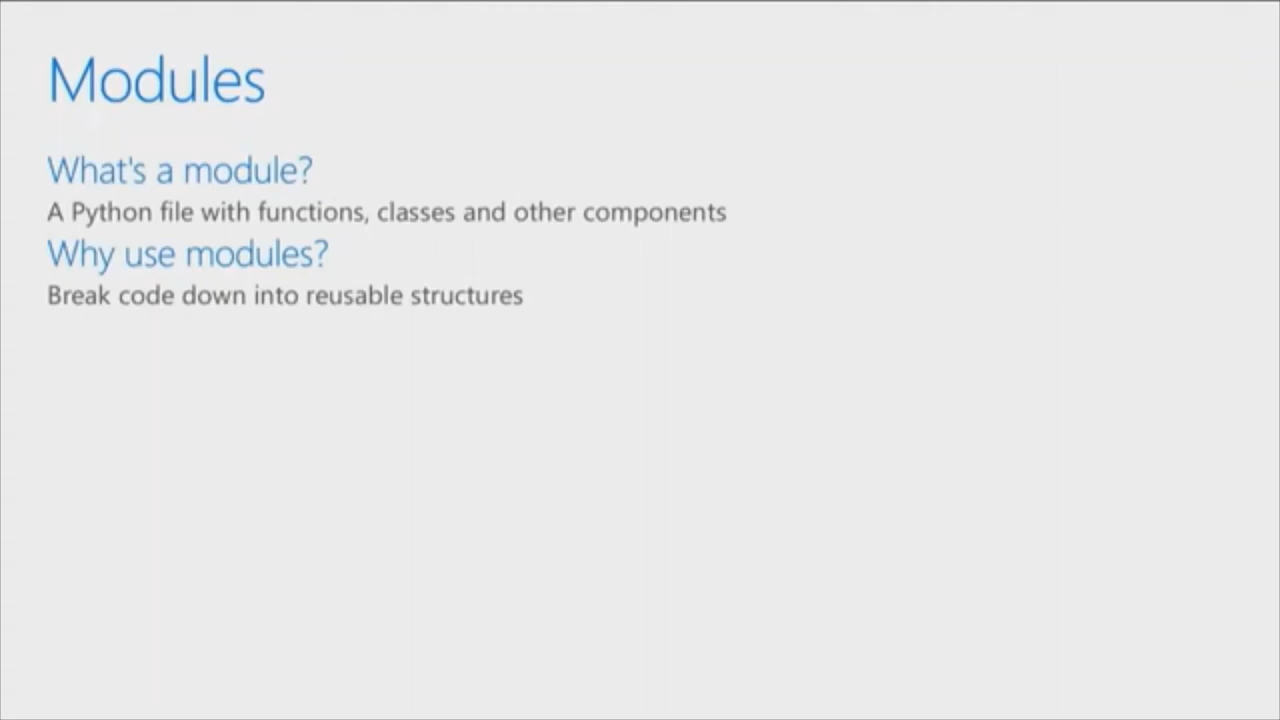 Modules
What's a module?
A Python file with functions, classes and other components
Why use modules?
Break code down into reusable structures